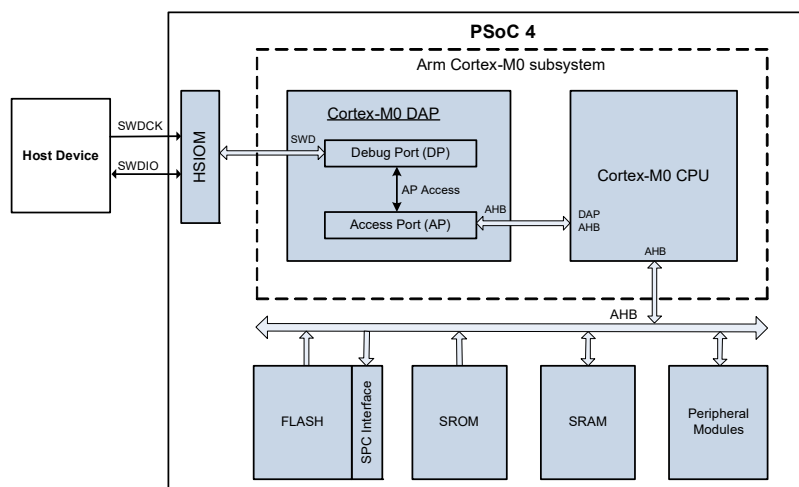 PSoC 4
Arm Cortex-M0 subsystem
Host Device
SWDCK
SWDIO
HSIOM
SWD
Cortex-M0 DAP
Debug Port (DP)
AP Access
Access Port (AP)
AHB
DAP
AHB
Cortex-M0 CPU
AHB
AHB
FLASH
SPC Interface
SROM
SRAM
Peripheral
Modules